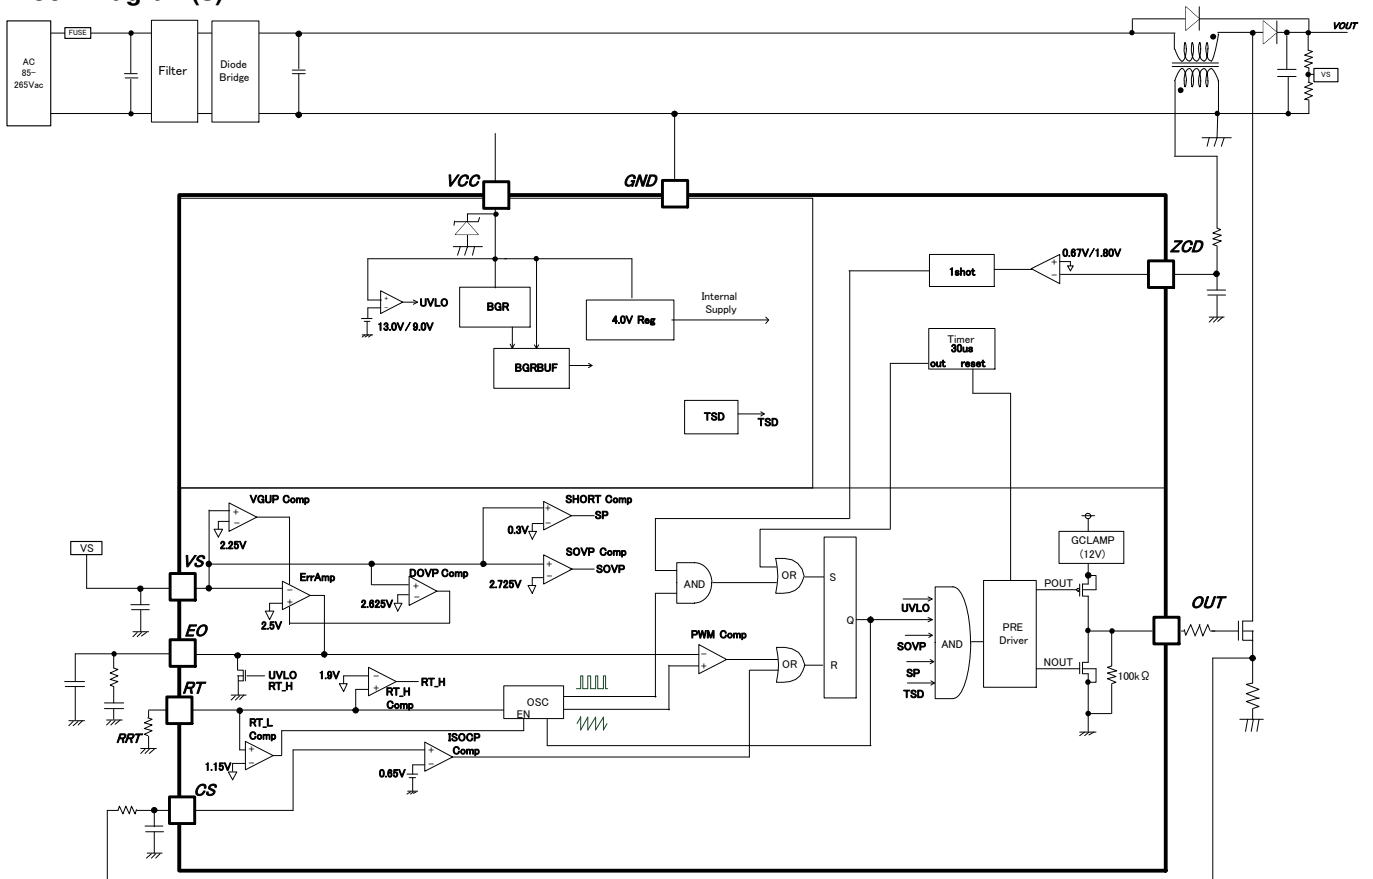 FUSE
VOUT
AC
85-
265Vac
Filter
Diode
Bridge
VS
VCC
GND
ZCD
0.67V/1.80V
1shot
UVLO
13.0V / 9.0V
BGR
4.0V Reg
Internal
Supply
BGRBUF
Timer
30us
out reset
TSD
TSD
VGUP Comp
2.25V
SHORT Comp
SP
0.3V
SOVP Comp
SOVP
2.725V
VS
VS
ErrAmp
2.5V
DOVP Comp
2.625V
GCLAMP
(12V)
AND
OR
S
Q
R
POUT
OUT
UVLO
SOVP
SP
TSD
AND
PRE
Driver
NOUT
100kΩ
EO
PWM Comp
OR
UVLO
RT_H
1.9V
RT_H
RT_H
Comp
RT
OSC
EN
RRT
RT_L
Comp
1.15V
ISOCP
Comp
0.65V
CS